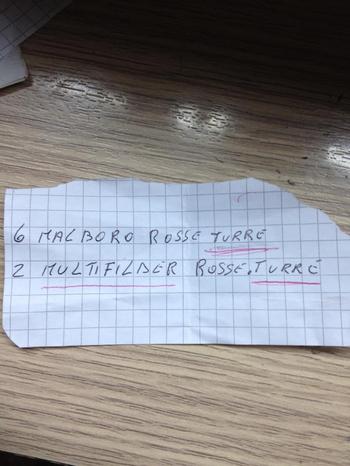 6 MALBORO ROSSE TURRE
2 MULTIFILDER ROSSE.TURRE